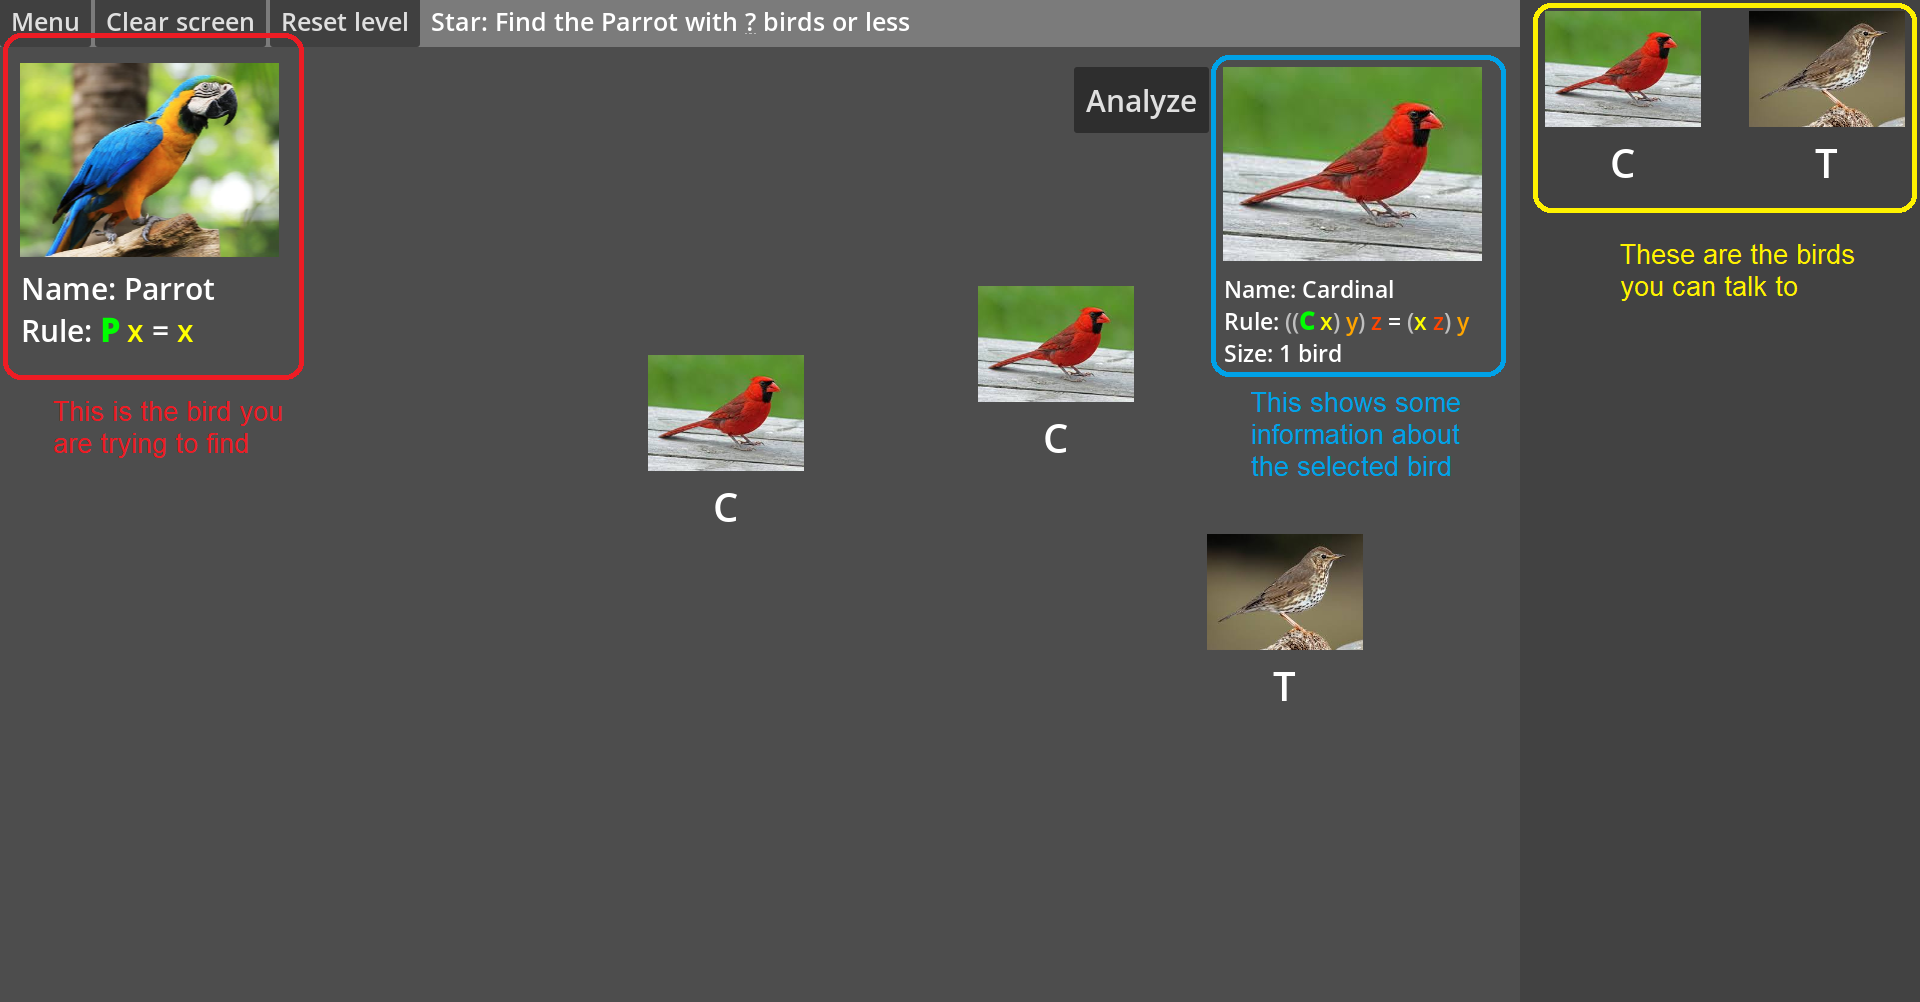 Menu Clear screen Reset level Star: Find the Parrot with ? birds or less
Name: Parrot
Rule: P x = x
This is the bird you
are trying to find
C
C
T
Analyze
Name: Cardinal
Rule: ((C x) y) z = (x z) y
Size: 1 bird
This shows some
information about
the selected bird
C T
These are the birds
you can talk to